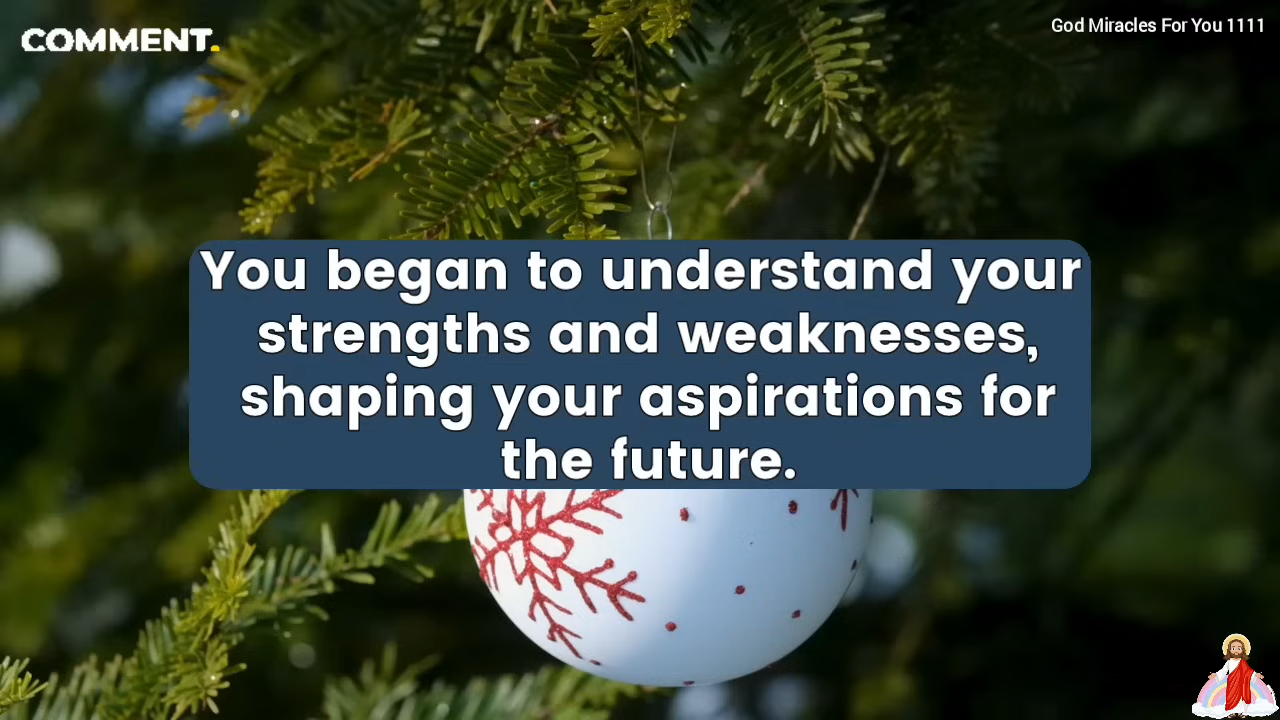 COMMENT.
God Miracles For You 1111
You began to understand your
strengths and weaknesses,
shaping your aspirations for
the future.